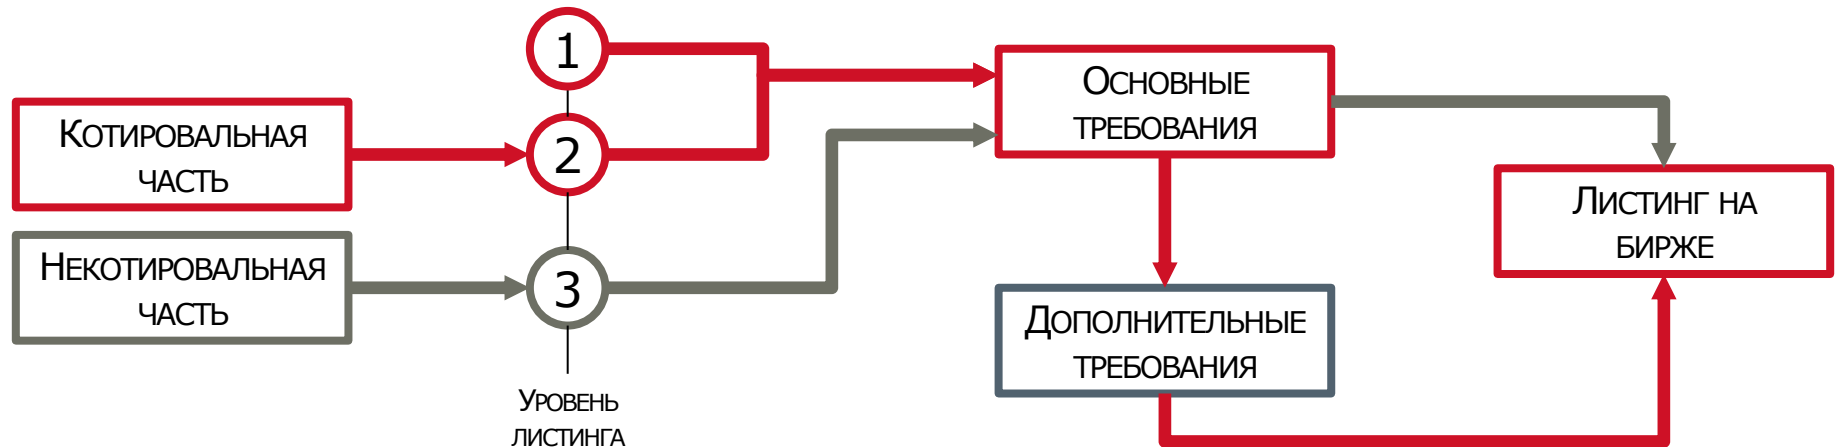 1
Основные
требования
Котировальная
часть
2
Листинг на
бирже
Некотировальная
часть
3
Дополнительные
требования
Уровень
листинга